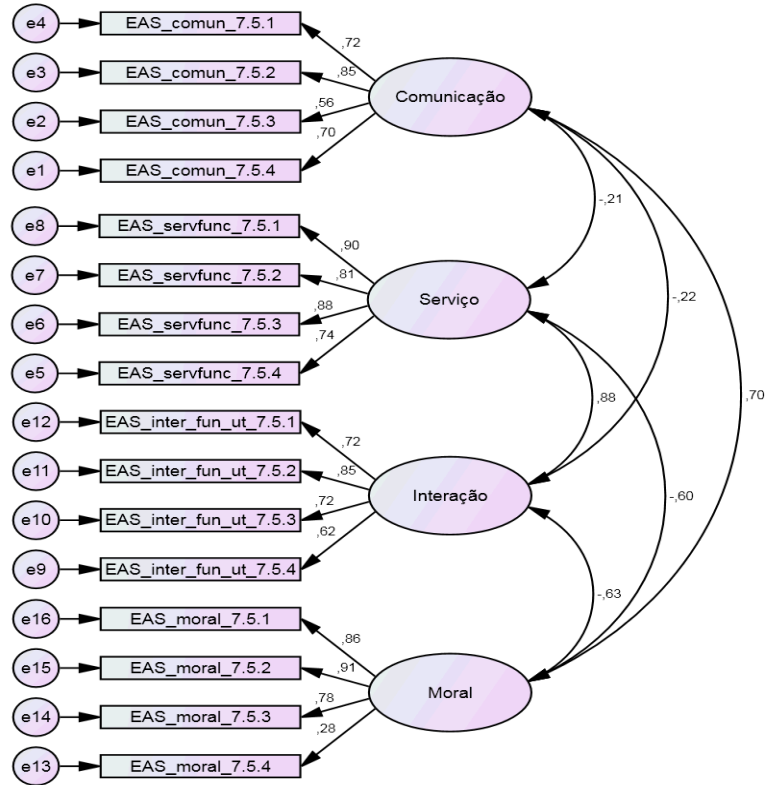 e4
EAS_comun_7.5.1
,72
e3
EAS_comun_7.5.2
,85
Comunicação
e2
EAS_comun_7.5.3
,56
e1
EAS_comun_7.5.4
,70
-,21
e8
EAS_servfunc_7.5.1
,90
e7
EAS_servfunc_7.5.2
,81
Serviço
-,22
e6
EAS_servfunc_7.5.3
,88
e5
EAS_servfunc_7.5.4
,74
,88
,70
e12
EAS_inter_fun_ut_7.5.1
,72
e11
EAS_inter_fun_ut_7.5.2
,85
Interação
-,60
e10
EAS_inter_fun_ut_7.5.3
,72
e9
EAS_inter_fun_ut_7.5.4
,62
-,63
e16
EAS_moral_7.5.1
,86
e15
EAS_moral_7.5.2
,91
Moral
e14
EAS_moral_7.5.3
,78
e13
EAS_moral_7.5.4
,28